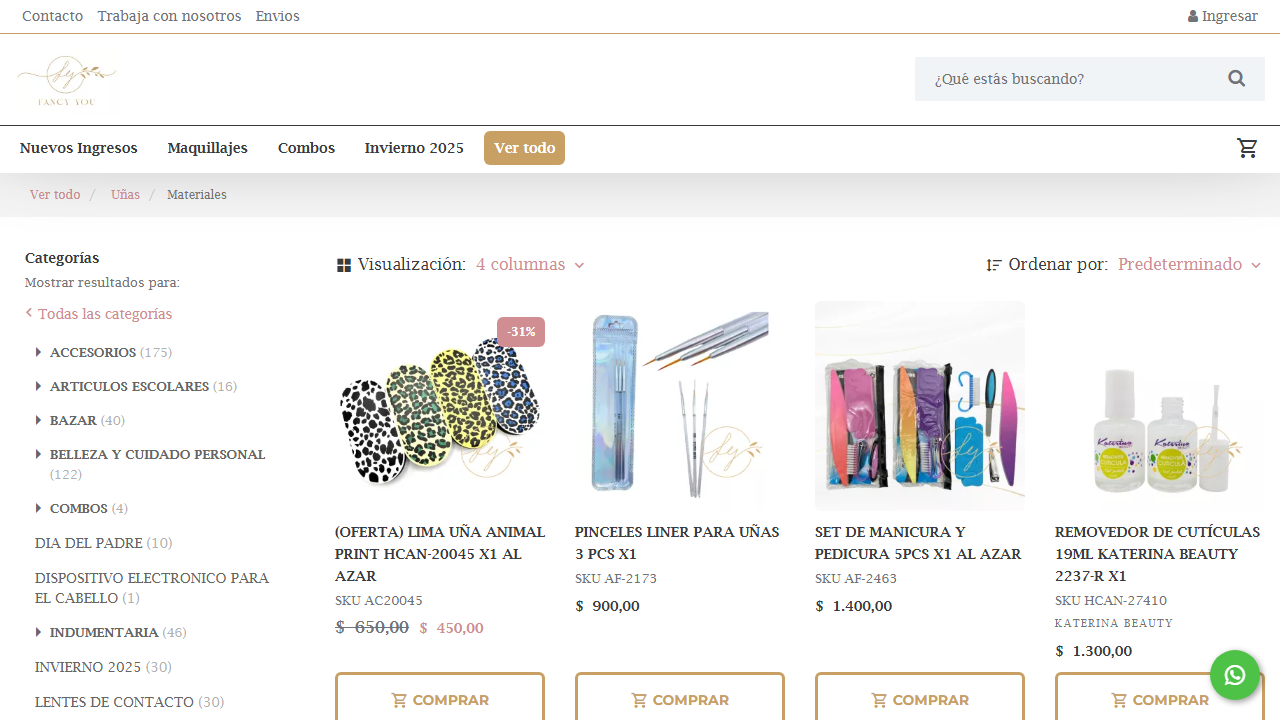 Contacto Trabaja con nosotros Envios Ingresar
FANCY YOU
¿Qué estás buscando?
Nuevos Ingresos Maquillajes Combos Invierno 2025 Ver todo
Ver todo / Uñas / Materiales
Categorías
Mostrar resultados para:
Todas las categorías
ACCESORIOS (175)
ARTICULOS ESCOLARES (16)
BAZAR (40)
BELLEZA Y CUIDADO PERSONAL
(122)
COMBOS (4)
DIA DEL PADRE (10)
DISPOSITIVO ELECTRONICO PARA
EL CABELLO (1)
INDUMENTARIA (46)
INVIERNO 2025 (30)
LENTES DE CONTACTO (30)
Visualización: 4 columnas
Ordenar por: Predeterminado
-31%
(OFERTA) LIMA UÑA ANIMAL
PRINT HCAN-20045 X1 AL
AZAR
SKU AC20045
$ 650,00 $ 450,00
COMPRAR
PINCELES LINER PARA UÑAS
3 PCS X1
SKU AF-2173
$ 900,00
COMPRAR
SET DE MANICURA Y
PEDICURA 5PCS X1 AL AZAR
SKU AF-2463
$ 1.400,00
COMPRAR
Katerina
Katerina
CUTICULA
CUTICULA
REMOVEDOR DE CUTÍCULAS
19ML KATERINA BEAUTY
2237-R X1
SKU HCAN-27410
KATERINA BEAUTY
$ 1.300,00
COMPRAR